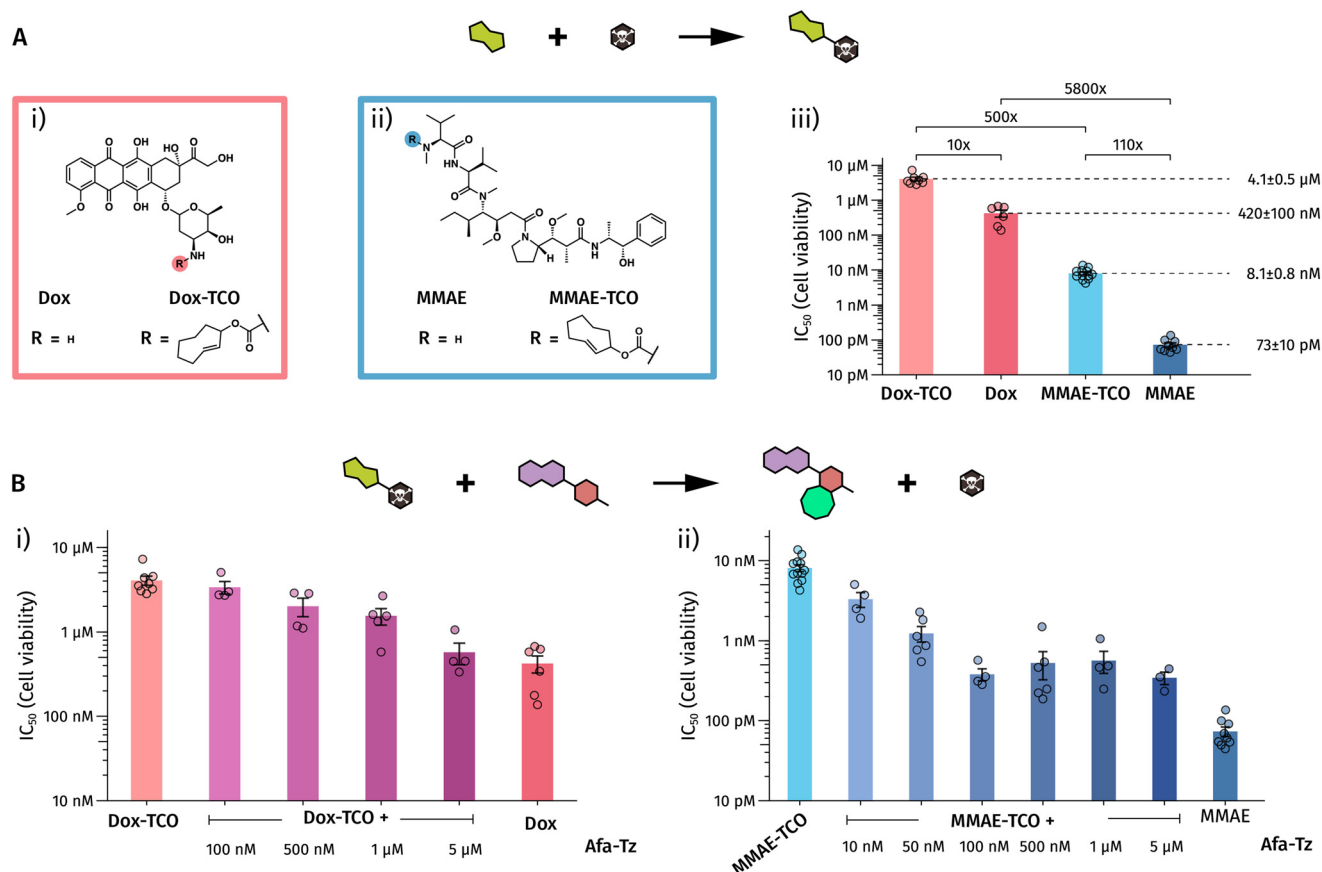 A
i)
OH
O
O
HO
O
OH
O
O
OH
O
O
OH
NH
R
Dox
Dox-TCO
R = H
R =
O
O
ii)
R
N
O
HN
O
N
O
O
N
H
O
O
N
H
OH
MMAE
MMAE-TCO
R = H
R =
O
O
iii)
5800x
500x
10x
110x
IC50 (Cell viability)
10 µM
1 µM
100 nM
10 nM
1 nM
100 pM
10 pM
4.1±0.5 µM
420±100 nM
8.1±0.8 nM
73±10 pM
Dox-TCO
Dox
MMAE-TCO
MMAE
B
i)
IC50 (Cell viability)
10 µM
1 µM
100 nM
10 nM
Dox-TCO
Dox-TCO +
Dox
100 nM
500 nM
1 µM
5 µM
Afa-Tz
ii)
IC50 (Cell viability)
10 nM
1 nM
100 pM
10 pM
MMAE-TCO
MMAE-TCO +
MMAE
10 nM
50 nM
100 nM
500 nM
1 µM
5 µM
Afa-Tz